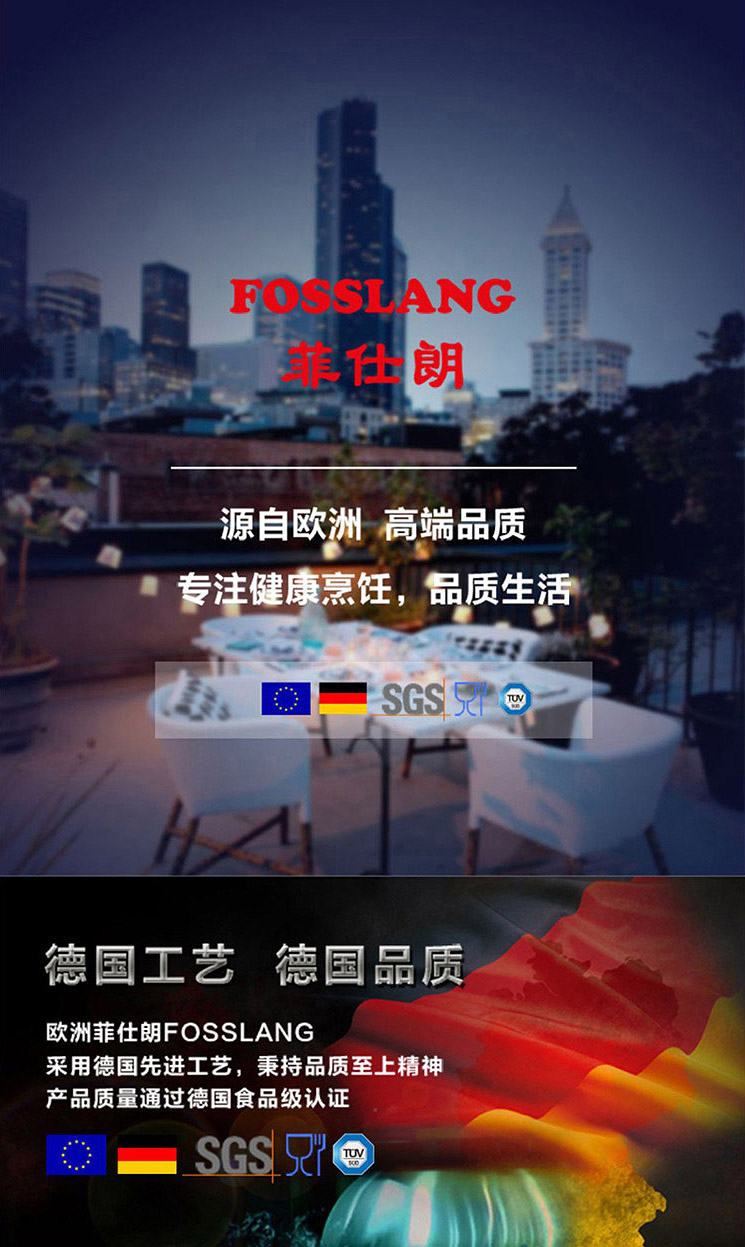 FOSSLANG
菲仕朗
源自欧洲 高端品质
专注健康烹饪，品质生活
SGS TÜV
德国工艺 德国品质
欧洲菲仕朗FOSSLANG
采用德国先进工艺，秉持品质至上精神
产品质量通过德国食品级认证
SGS TÜV